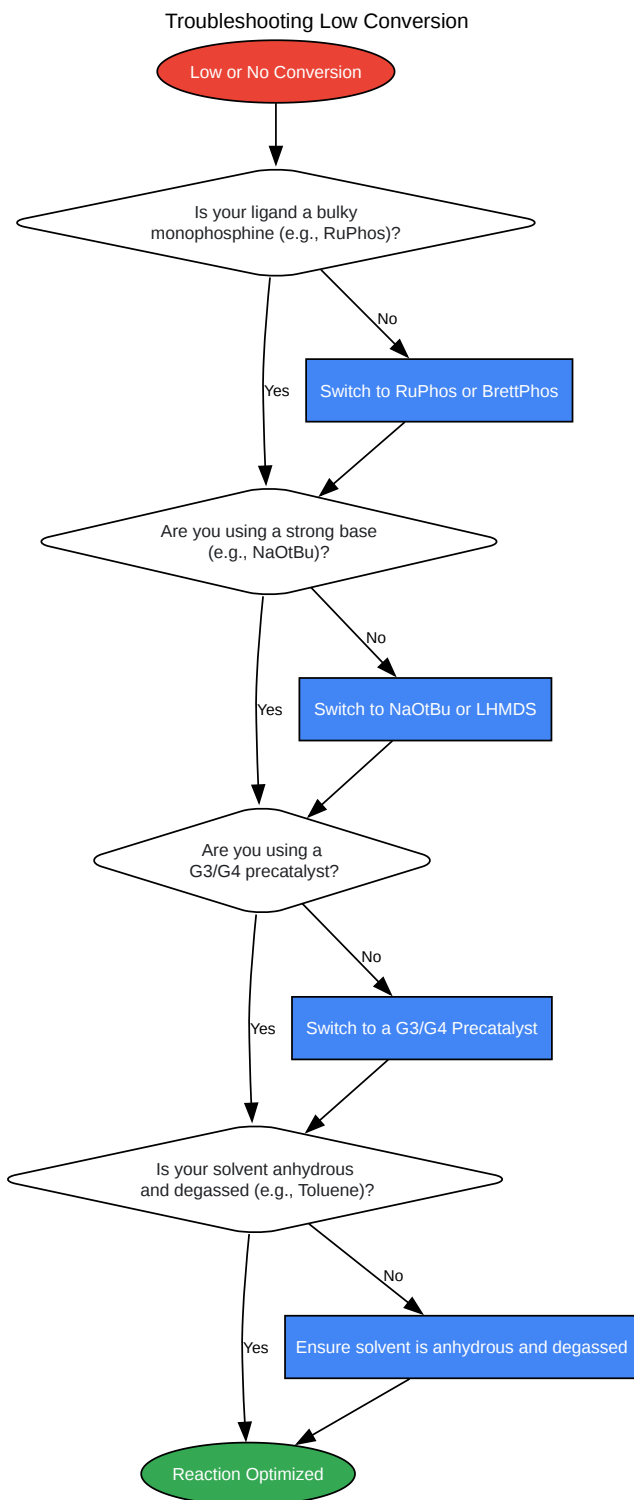 Troubleshooting Low Conversion
Low or No Conversion
Is your ligand a bulky
monophosphine (e.g., RuPhos)?
No
Yes
Switch to RuPhos or BrettPhos
Are you using a strong base
(e.g., NaOtBu)?
No
Yes
Switch to NaOtBu or LHMDS
Are you using a
G3/G4 precatalyst?
No
Yes
Switch to a G3/G4 Precatalyst
Is your solvent anhydrous
and degassed (e.g., Toluene)?
No
Yes
Ensure solvent is anhydrous and degassed
Reaction Optimized